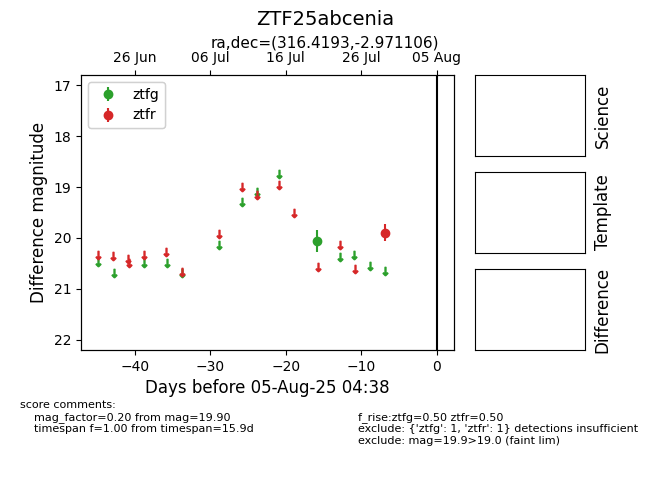 ZTF25abcenia
ra,dec=(316.4193,-2.971106)
26 Jun 06 Jul 16 Jul 26 Jul 05 Aug
ztfg
ztfr
17
18
19
20
21
22
Difference magnitude
−40 −30 −20 −10 0
Days before 05-Aug-25 04:38
Science
Template
Difference
score comments:
mag_factor=0.20 from mag=19.90
timespan f=1.00 from timespan=15.9d
f_rise:ztfg=0.50 ztfr=0.50
exclude: {'ztfg': 1, 'ztfr': 1} detections insufficient
exclude: mag=19.9>19.0 (faint lim)